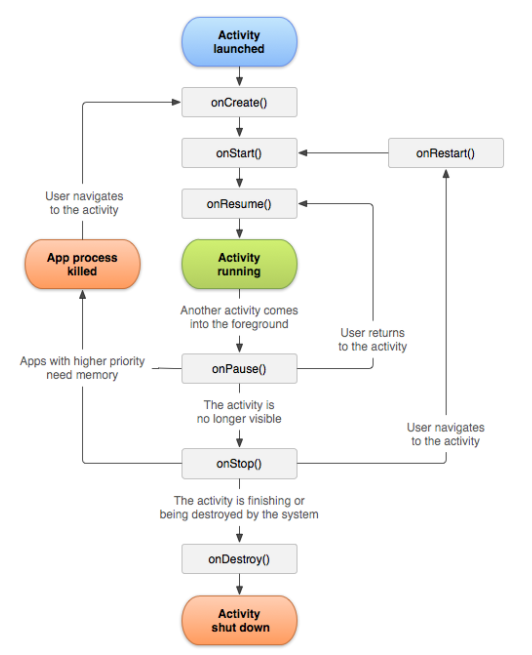 Activity
launched
onCreate()
onStart()
onRestart()
User navigates
to the activity
onResume()
App process
killed
Activity
running
Another activity comes
into the foreground
User returns
to the activity
Apps with higher priority
need memory
onPause()
The activity is
no longer visible
User navigates
to the activity
onStop()
The activity is finishing or
being destroyed by the system
onDestroy()
Activity
shut down